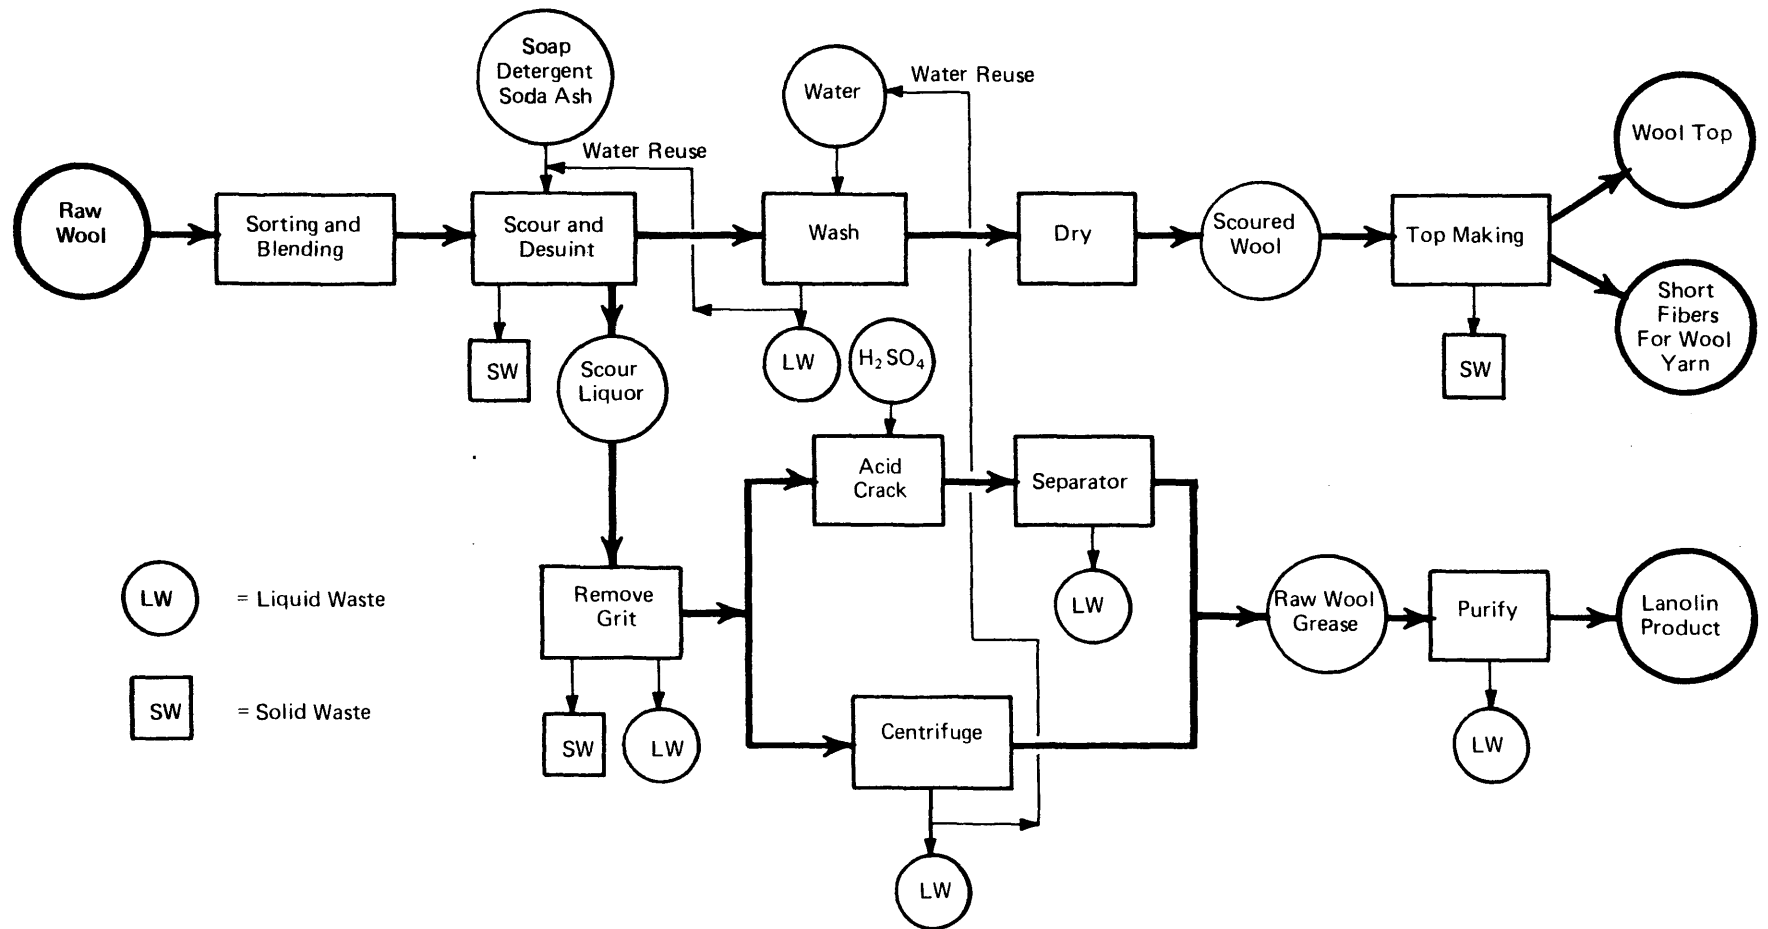 Soap
Detergent
Soda Ash
Water Reuse
Water
Water Reuse
Wool Top
Raw
Wool
Sorting and
Blending
Scour and
Desuint
Wash
Dry
Scoured
Wool
Top Making
Short
Fibers
For Wool
Yarn
SW
Scour
Liquor
LW
H₂SO₄
SW
Acid
Crack
Separator
LW
= Liquid Waste
Remove
Grit
LW
Raw Wool
Grease
Purify
Lanolin
Product
SW
= Solid Waste
SW
LW
Centrifuge
LW
LW